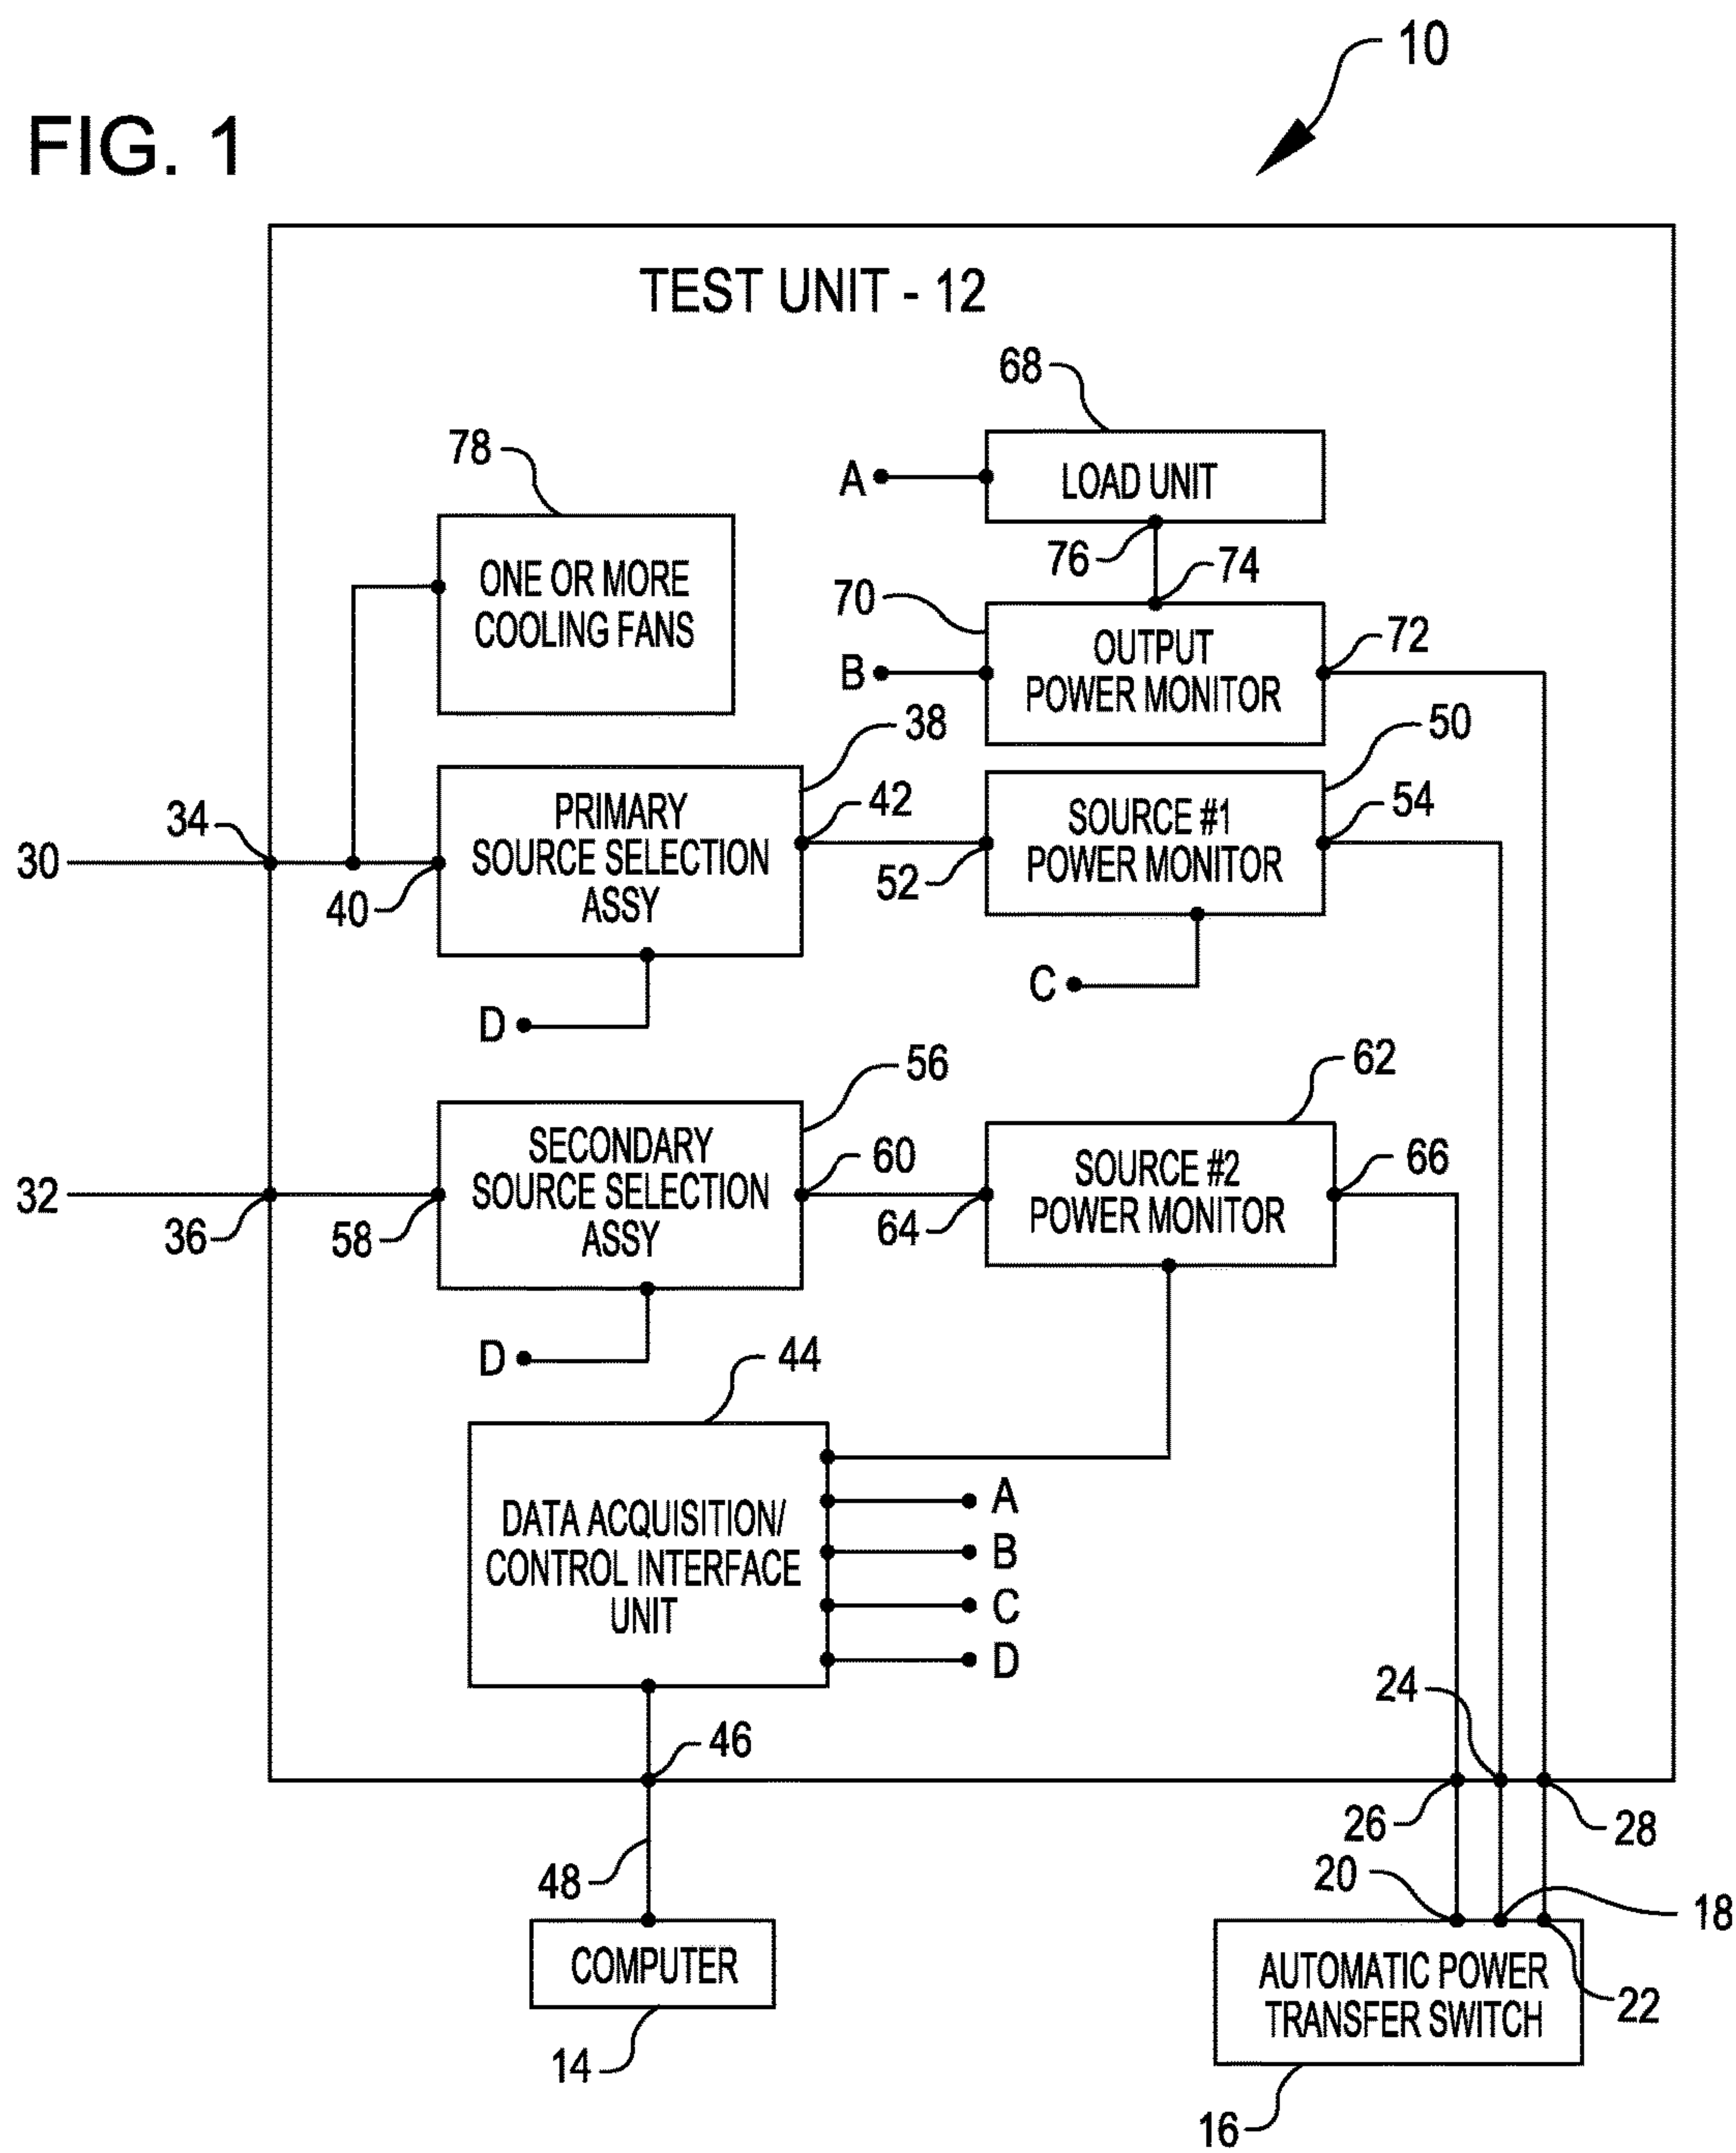 10
FIG. 1
TEST UNIT - 12
68
78
A
LOAD UNIT
76
74
ONE OR MORE
COOLING FANS
70
B
OUTPUT
POWER MONITOR
72
38
50
34
30
PRIMARY
SOURCE SELECTION
ASSY
42
SOURCE #1
POWER MONITOR
54
40
52
C
D
56
62
32
SECONDARY
SOURCE SELECTION
ASSY
60
SOURCE #2
POWER MONITOR
66
36
58
64
D
44
DATA ACQUISITION/
CONTROL INTERFACE
UNIT
A
B
C
D
24
46
26
28
48
20
18
COMPUTER
AUTOMATIC POWER
TRANSFER SWITCH
22
14
16